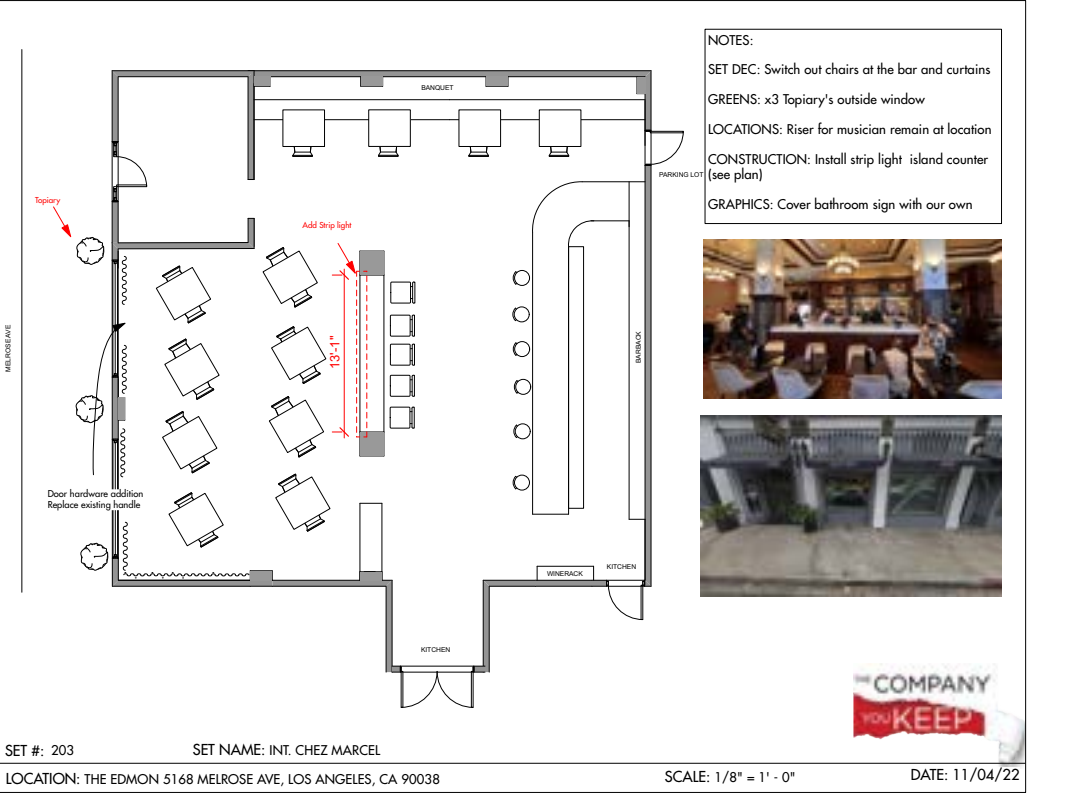 NOTES:
SET DEC: Switch out chairs at the bar and curtains
GREENS: x3 Topiary's outside window
LOCATIONS: Riser for musician remain at location
CONSTRUCTION: Install strip light island counter
(see plan)
GRAPHICS: Cover bathroom sign with our own
BANQUET
PARKING LOT
Topiary
Add Strip light
13'-1"
MELROSE AVE
BARBACK
Door hardware addition
Replace existing handle
WINERACK
KITCHEN
KITCHEN
THE COMPANY
YOU KEEP
SET #: 203
SET NAME: INT. CHEZ MARCEL
LOCATION: THE EDMON 5168 MELROSE AVE, LOS ANGELES, CA 90038
SCALE: 1/8" = 1' - 0"
DATE: 11/04/22